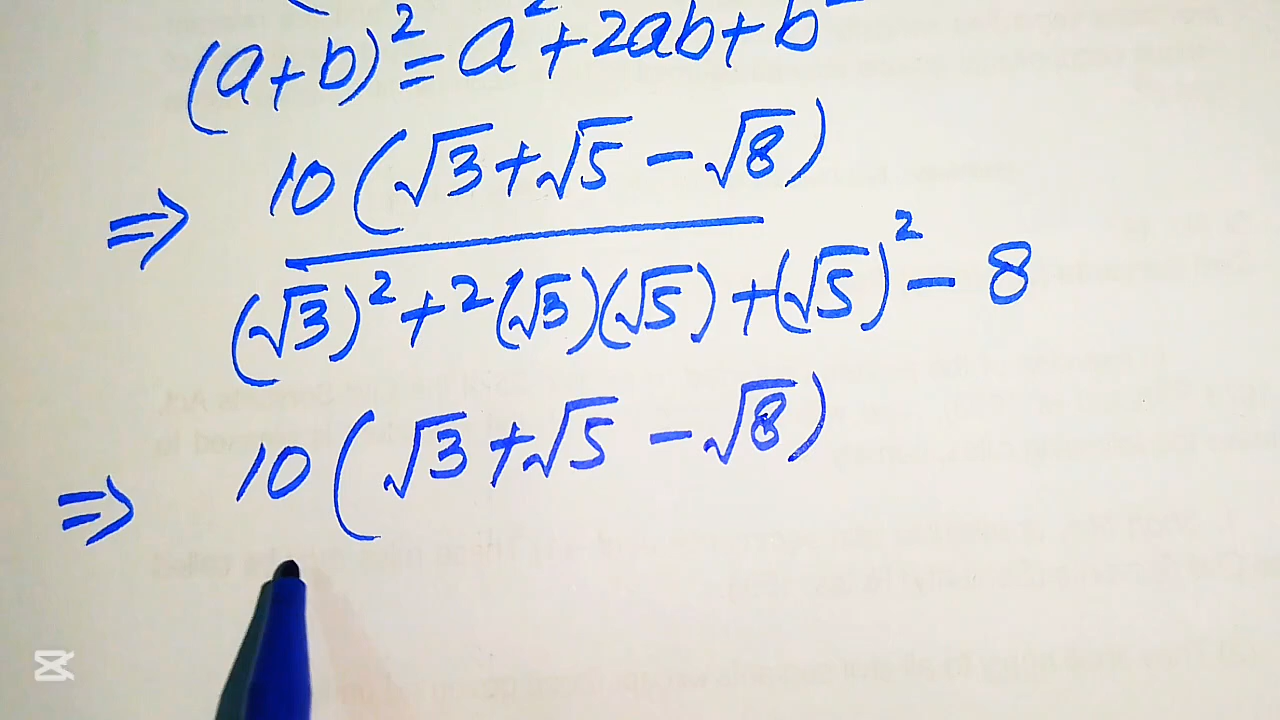 (a+b)²=a²+2ab+b²
⇒ 10(√3+√5-√8)
(√3)²+2(√3)(√5)+(√5)²-8
⇒ 10(√3+√5-√8)